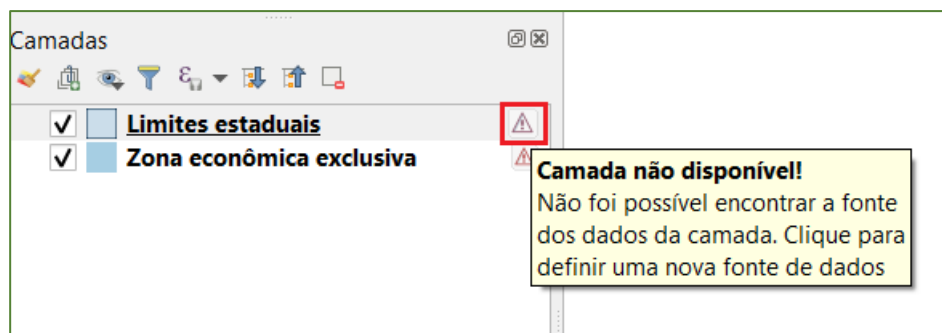 Camadas
Limites estaduais
Zona econômica exclusiva
Camada não disponível!
Não foi possível encontrar a fonte
dos dados da camada. Clique para
definir uma nova fonte de dados